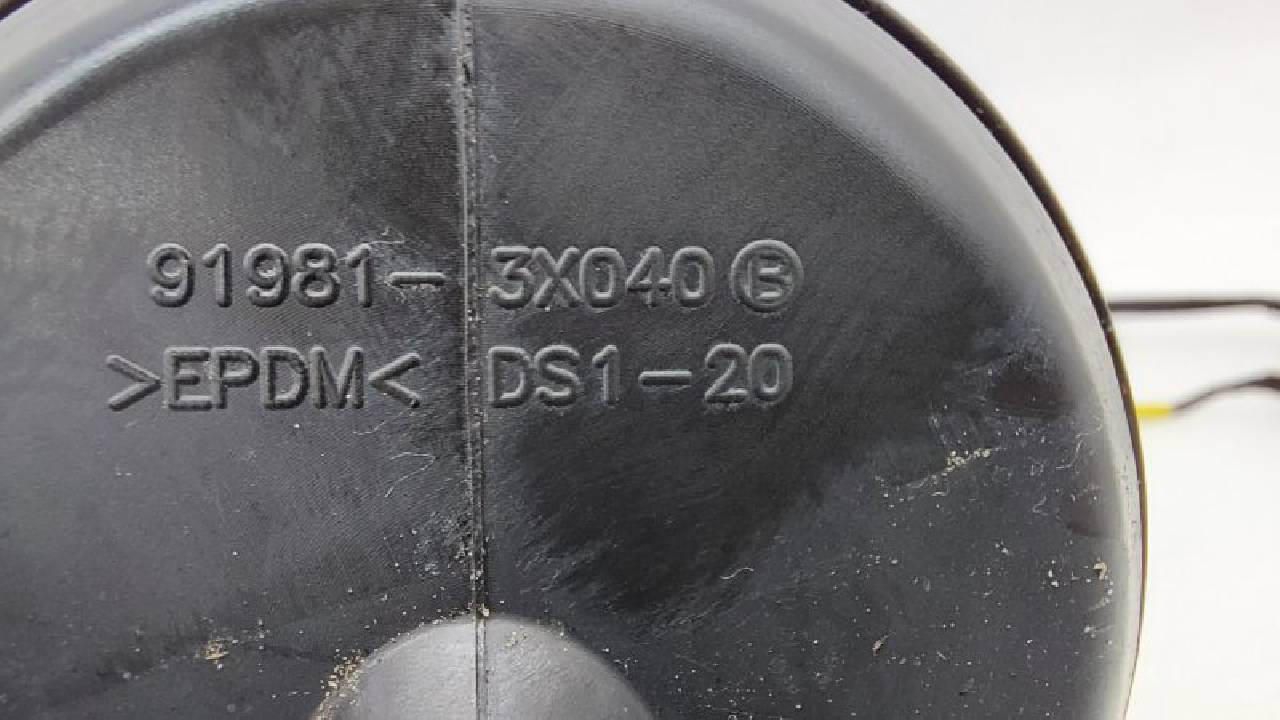 91981-3X040 Ⓑ
>EPDM< DS1-20